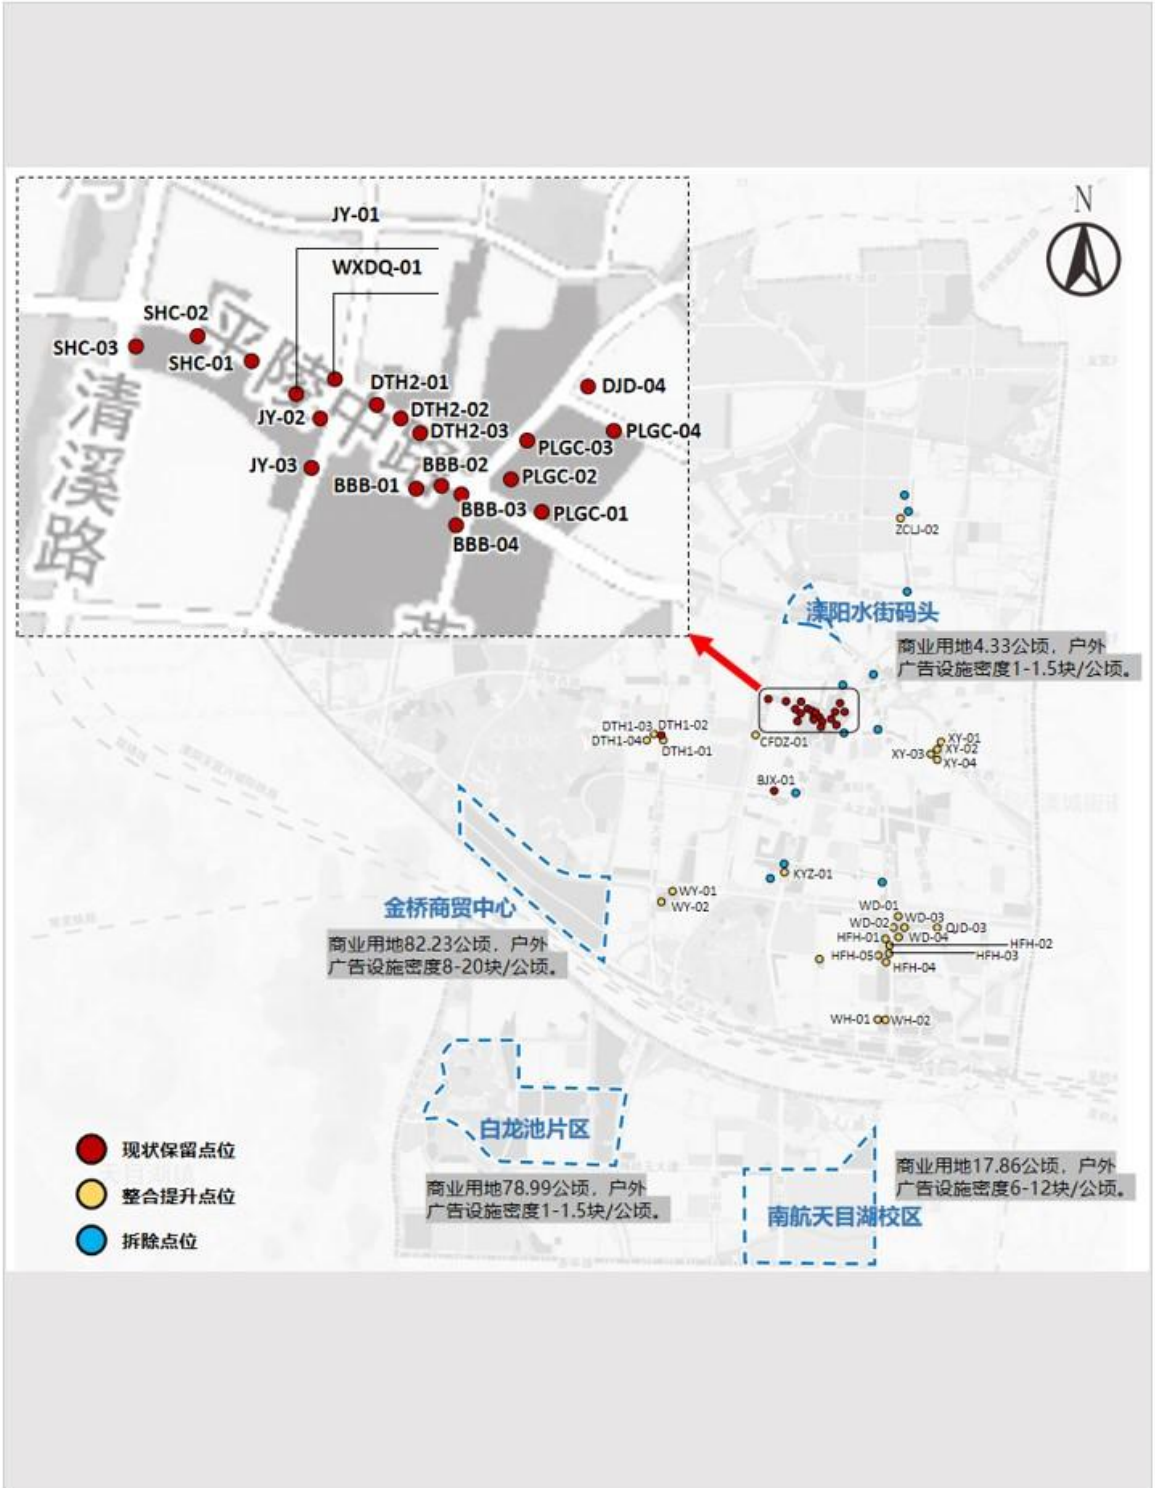 JY-01
WXDQ-01
SHC-02
SHC-03
SHC-01
平陵中路
DTH2-01
DJD-04
JY-02
DTH2-02
DTH2-03
PLGC-04
清溪路
PLGC-03
JY-03
BBB-02
PLGC-02
BBB-01
BBB-03
PLGC-01
BBB-04
N
ZCLJ-02
溧阳水街码头
商业用地4.33公顷，户外
广告设施密度1-1.5块/公顷。
DTH1-03
DTH1-02
DTH1-04
DTH1-01
CFDZ-01
XY-01
XY-02
XY-03
XY-04
BJX-01
KYZ-01
WY-01
WY-02
金桥商贸中心
商业用地82.23公顷，户外
广告设施密度8-20块/公顷。
WD-01
WD-02
WD-03
QJD-03
HFH-01
WD-04
HFH-02
HFH-05
HFH-03
HFH-04
WH-01
WH-02
白龙池片区
商业用地78.99公顷，户外
广告设施密度1-1.5块/公顷。
商业用地17.86公顷，户外
广告设施密度6-12块/公顷。
南航天目湖校区
现状保留点位
整合提升点位
拆除点位